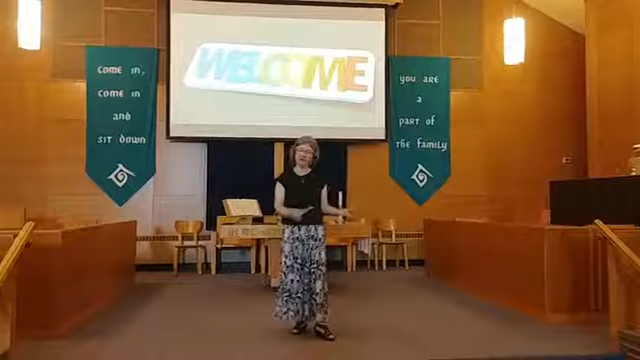 WELCOME
come in,
come in
and
sit down
you are
a
part of
the family